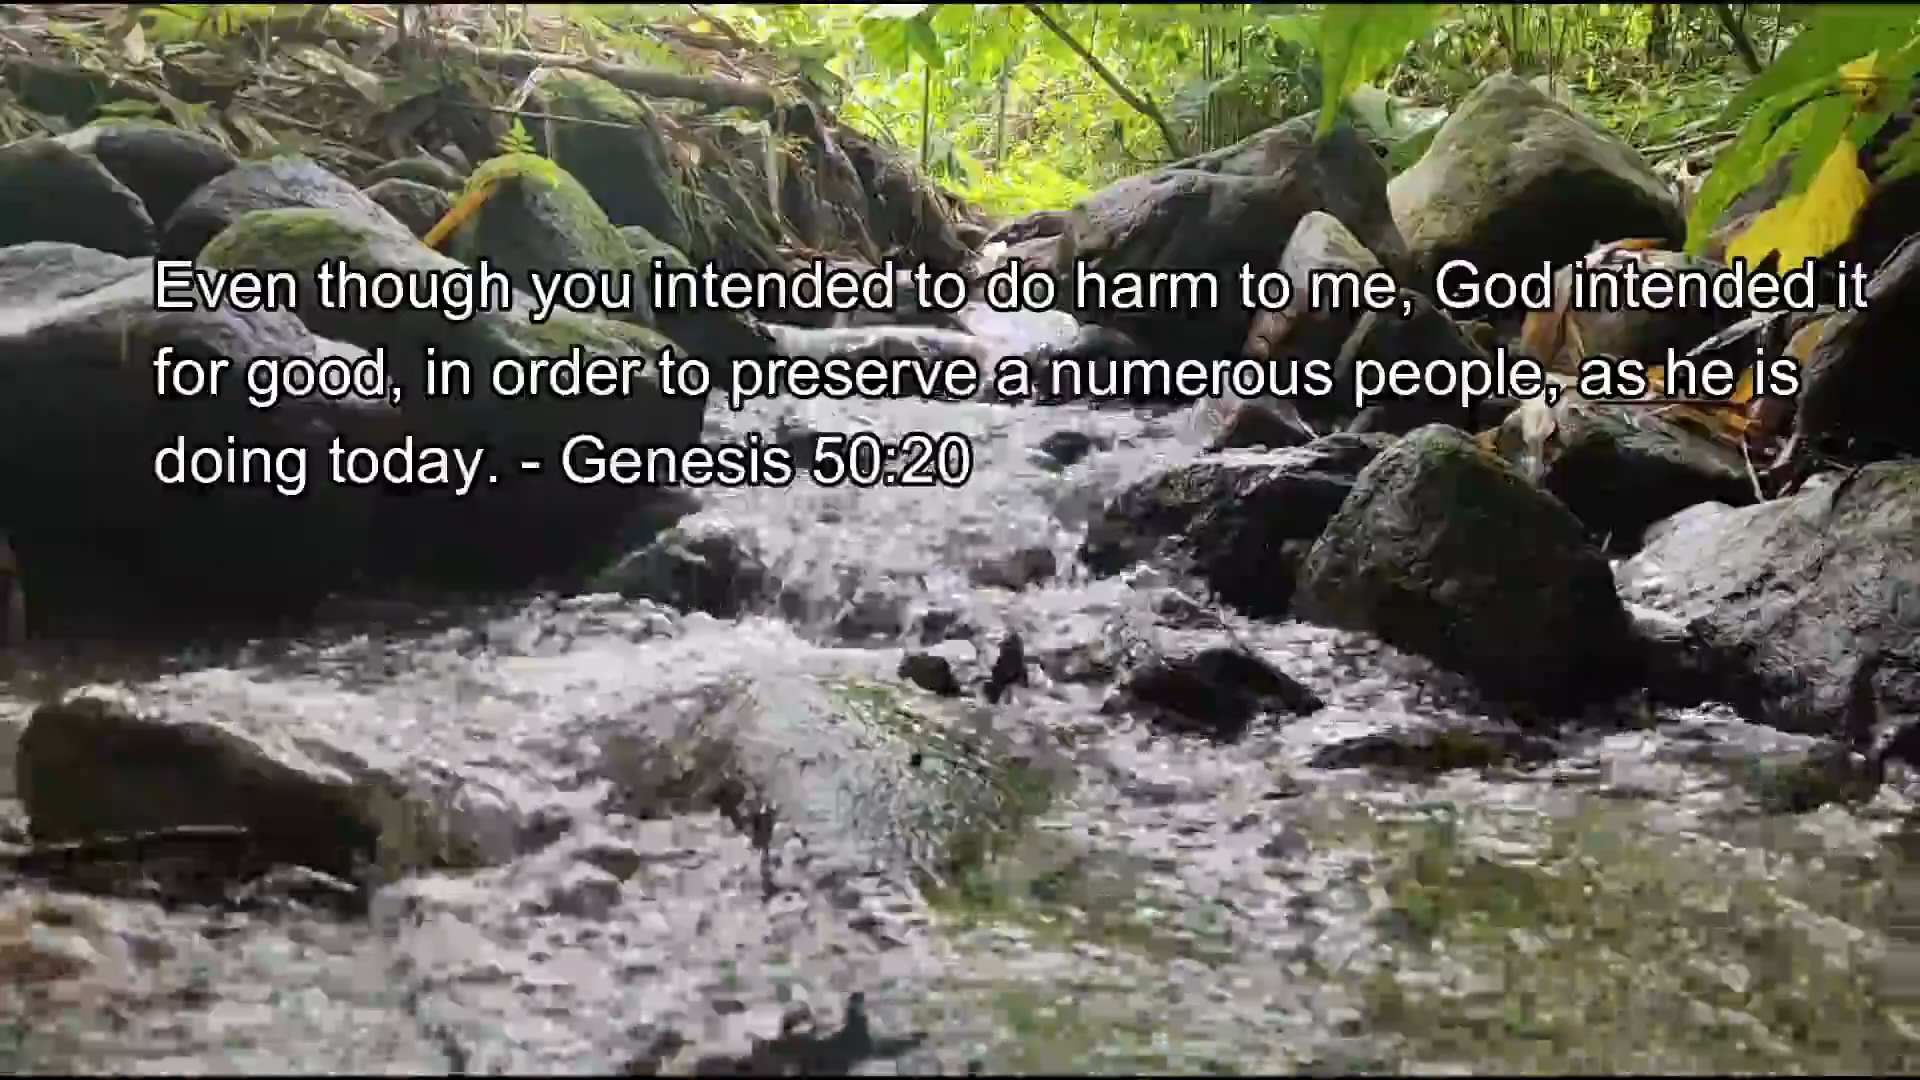 Even though you intended to do harm to me, God intended it
for good, in order to preserve a numerous people, as he is
doing today. - Genesis 50:20